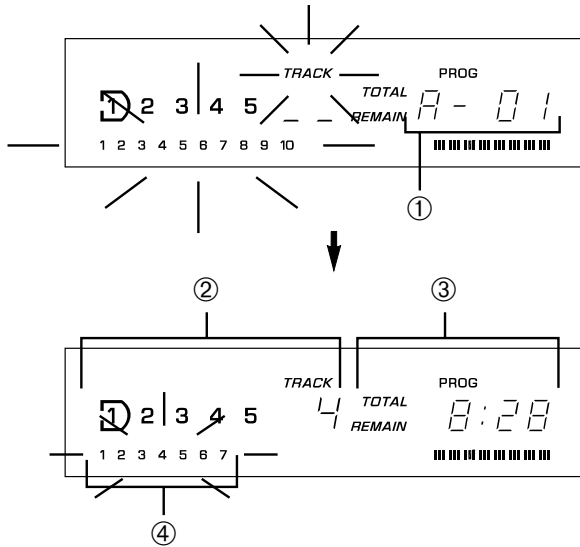 TRACK PROG
TOTAL
1 2 3 4 5 A - 01
_ _ REMAIN
1 2 3 4 5 6 7 8 9 10
①
② ③
TRACK PROG
1 2 3 4 5 4 TOTAL 8:28
REMAIN
1 2 3 4 5 6 7
④